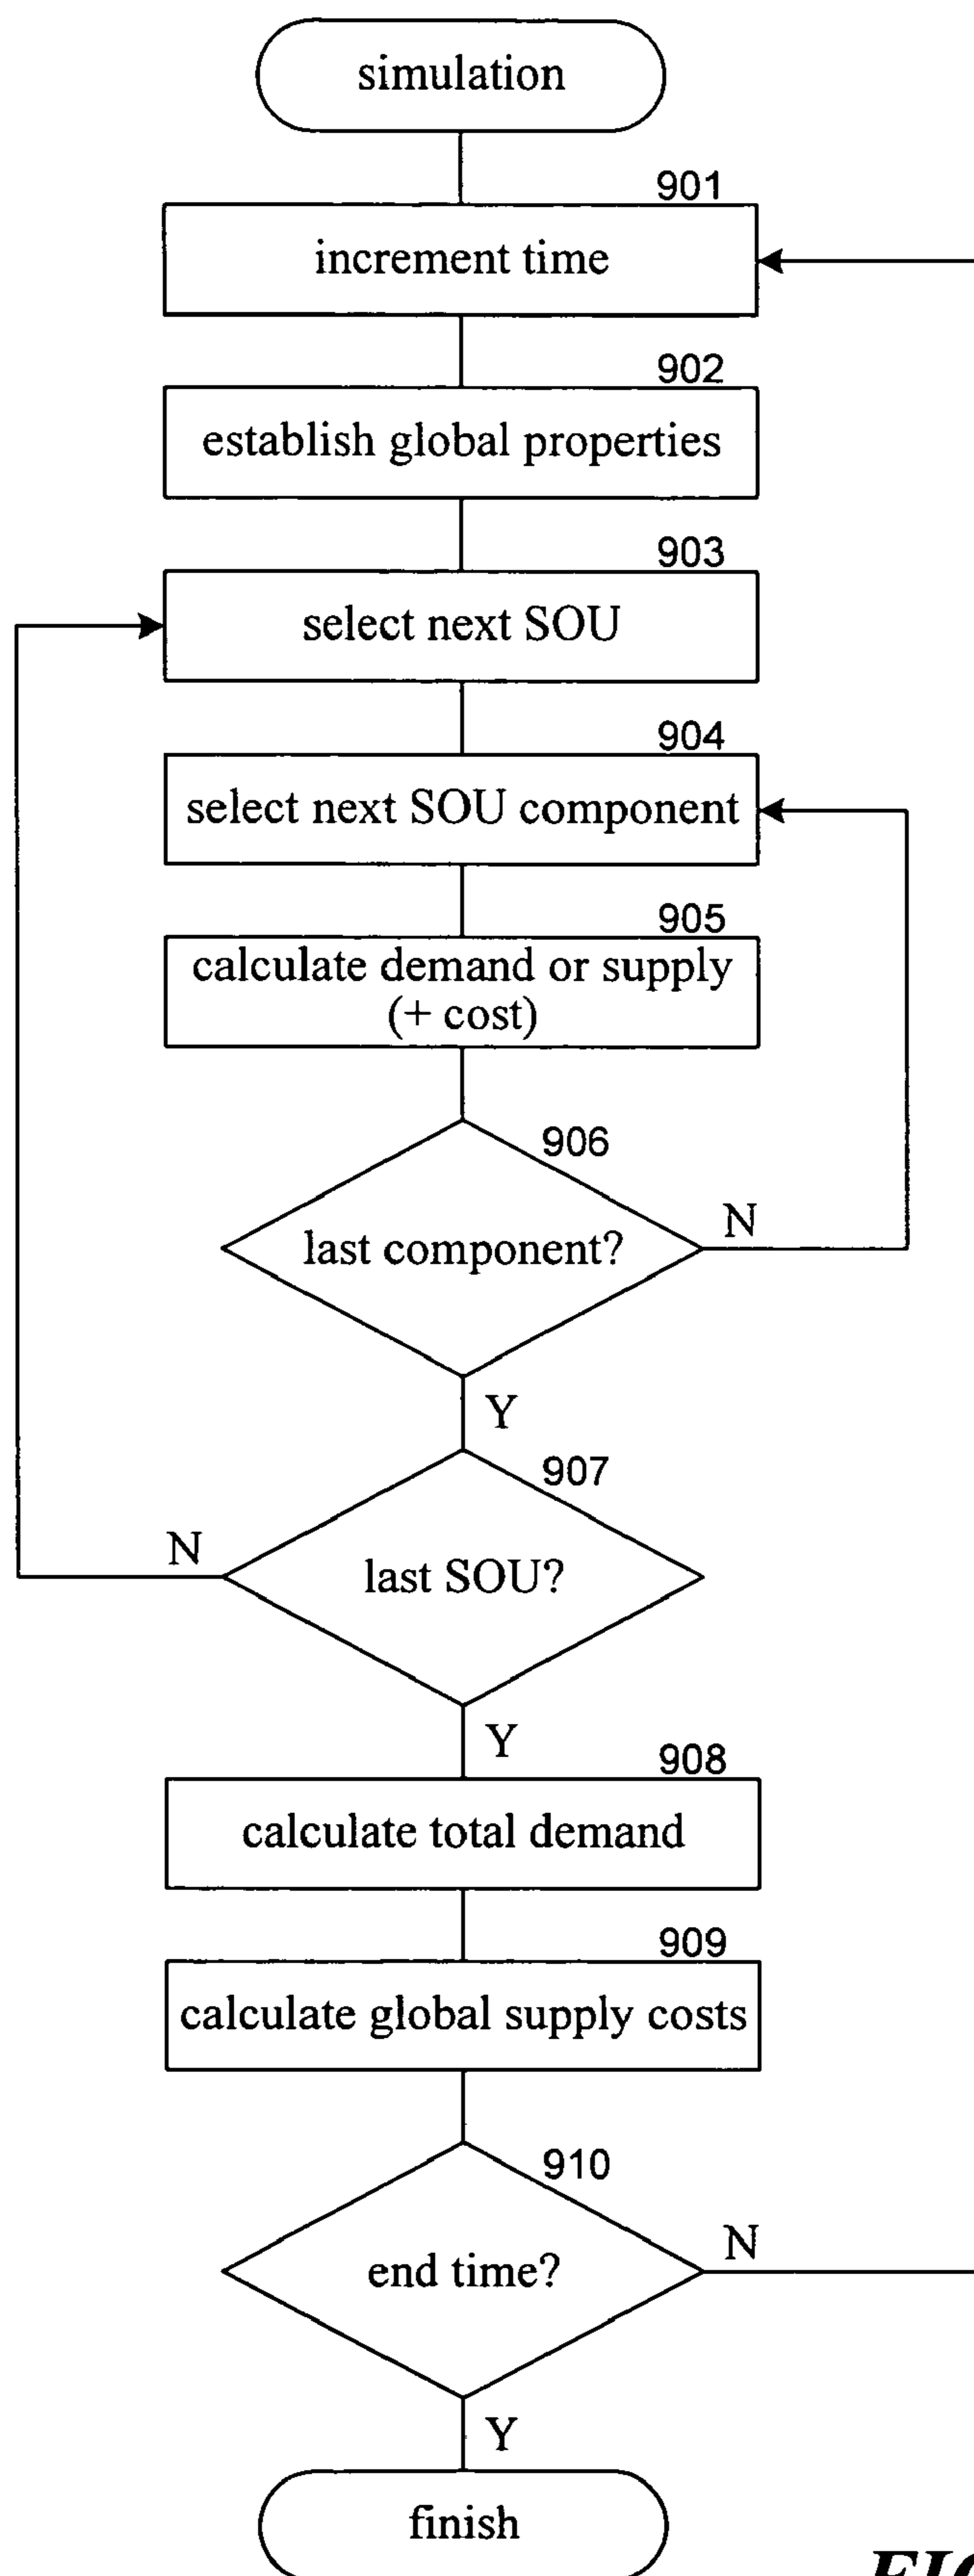 simulation
901
increment time
902
establish global properties
903
select next SOU
904
select next SOU component
905
calculate demand or supply
(+ cost)
906
last component?
N
Y
907
last SOU?
N
Y
908
calculate total demand
909
calculate global supply costs
910
end time?
N
Y
finish